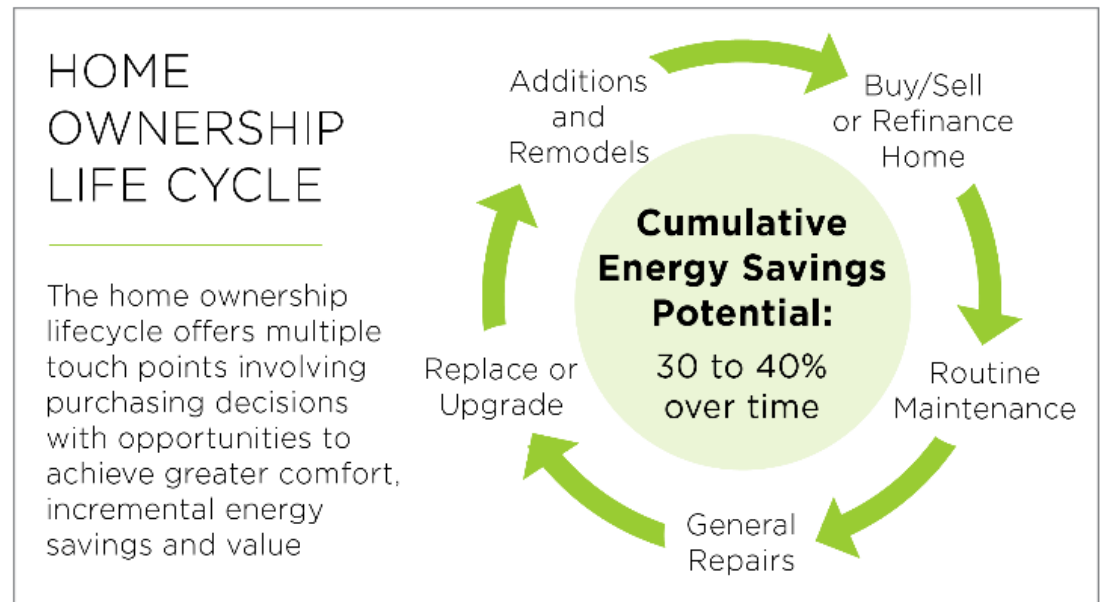 HOME
OWNERSHIP
LIFE CYCLE
The home ownership
lifecycle offers multiple
touch points involving
purchasing decisions
with opportunities to
achieve greater comfort,
incremental energy
savings and value
Additions
and
Remodels
Buy/Sell
or Refinance
Home
Routine
Maintenance
General
Repairs
Replace or
Upgrade
Cumulative
Energy Savings
Potential:
30 to 40%
over time